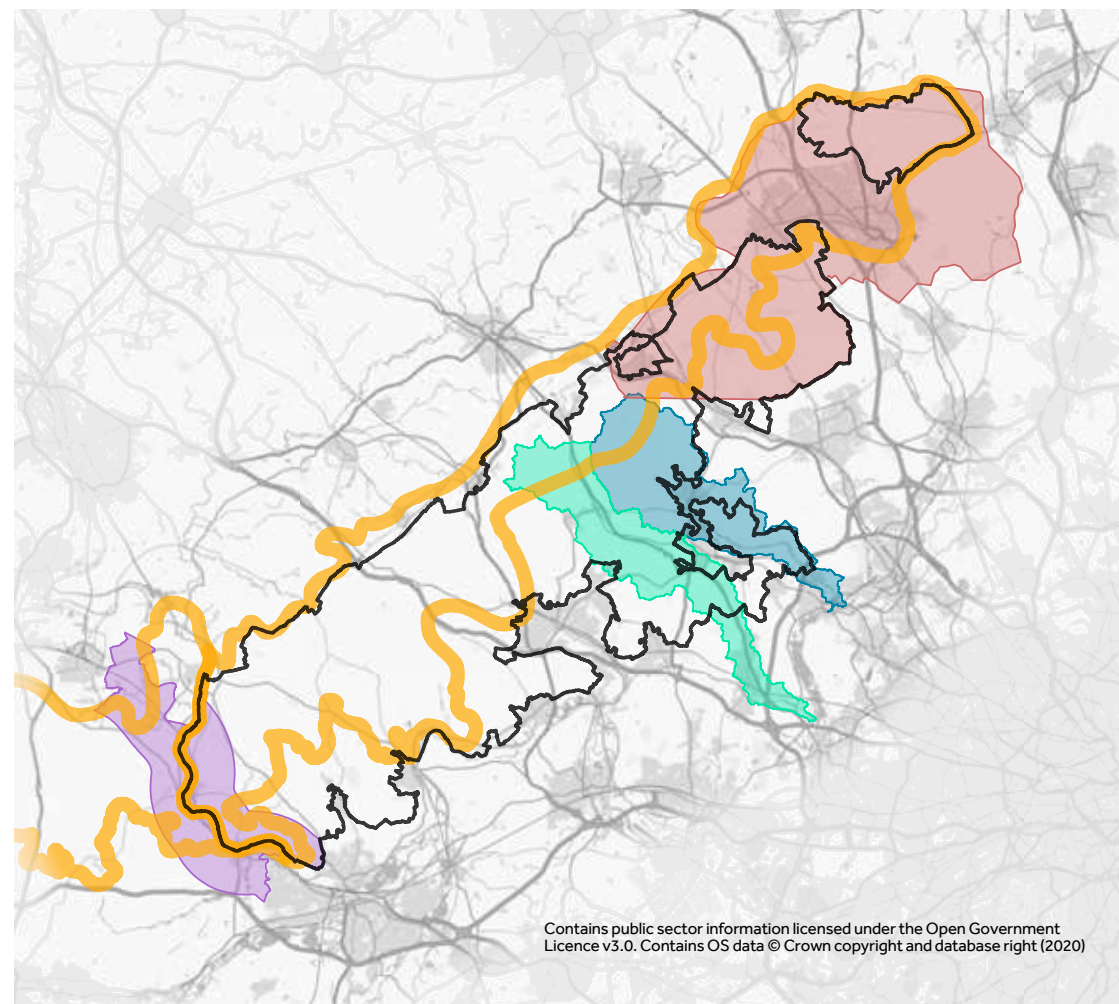 Contains public sector information licensed under the Open Government
Licence v3.0. Contains OS data © Crown copyright and database right (2020)